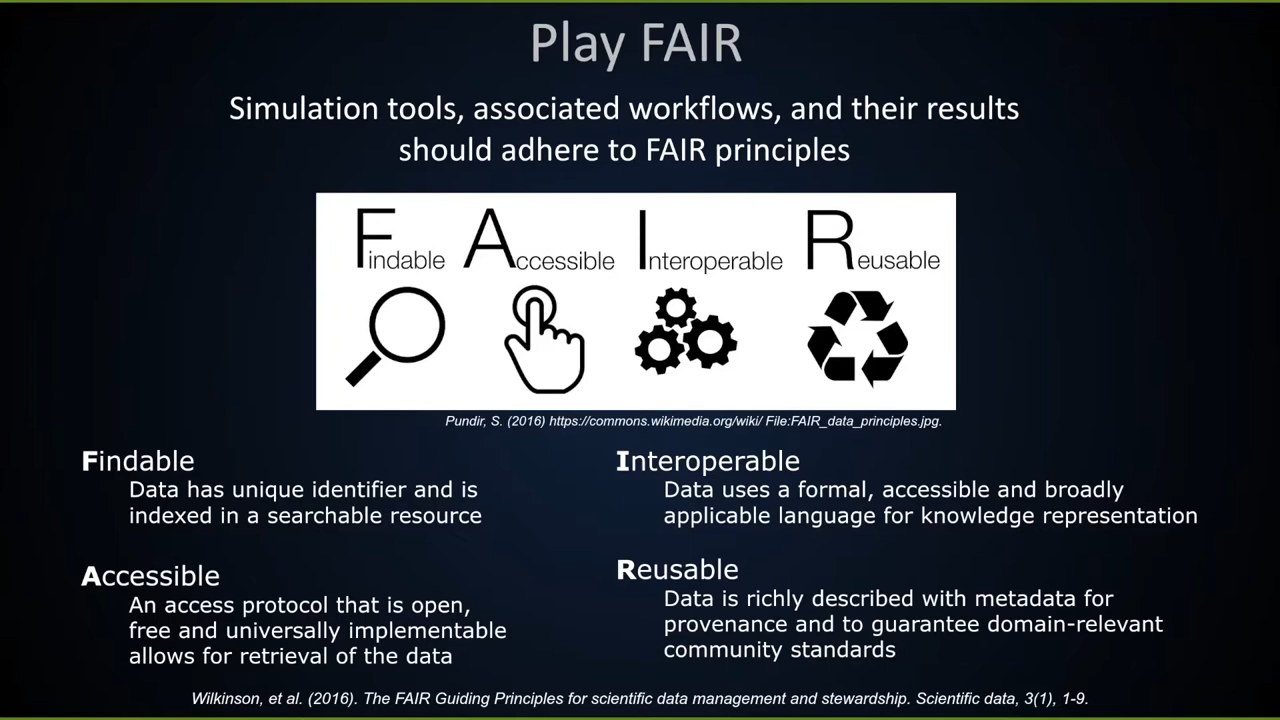 Play FAIR
Simulation tools, associated workflows, and their results
should adhere to FAIR principles
Findable Accessible Interoperable Reusable
Pundir, S. (2016) https://commons.wikimedia.org/wiki/ File:FAIR_data_principles.jpg.
Findable
Data has unique identifier and is
indexed in a searchable resource
Accessible
An access protocol that is open,
free and universally implementable
allows for retrieval of the data
Interoperable
Data uses a formal, accessible and broadly
applicable language for knowledge representation
Reusable
Data is richly described with metadata for
provenance and to guarantee domain-relevant
community standards
Wilkinson, et al. (2016). The FAIR Guiding Principles for scientific data management and stewardship. Scientific data, 3(1), 1-9.